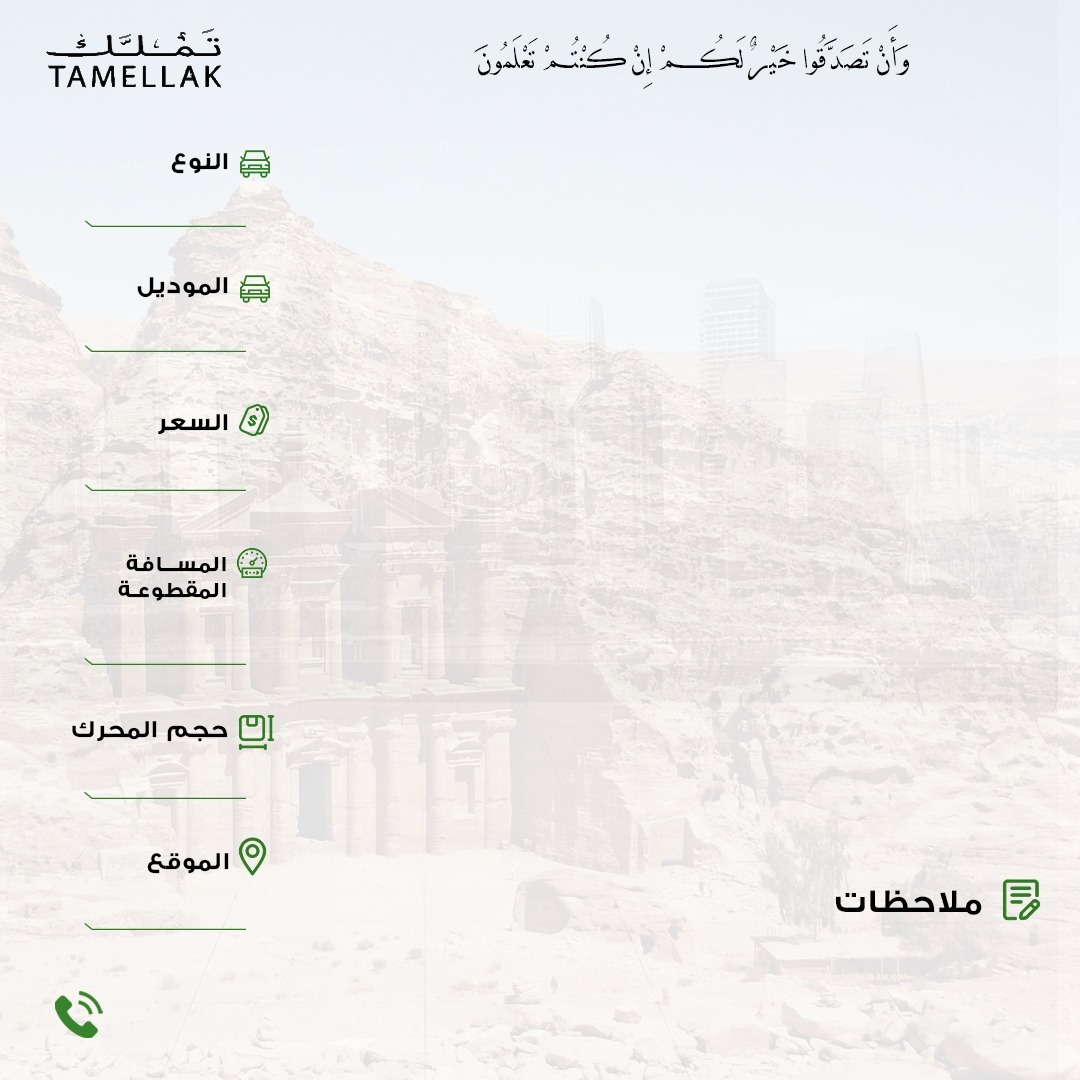 وَأَنْ تَصَدَّقُوا خَيْرٌ لَكُمْ إِنْ كُنْتُمْ تَعْلَمُونَ
تَمْلِكْ
TAMELLAK
النوع
الموديل
السعر
المسافة
المقطوعة
حجم المحرك
الموقع
ملاحظات